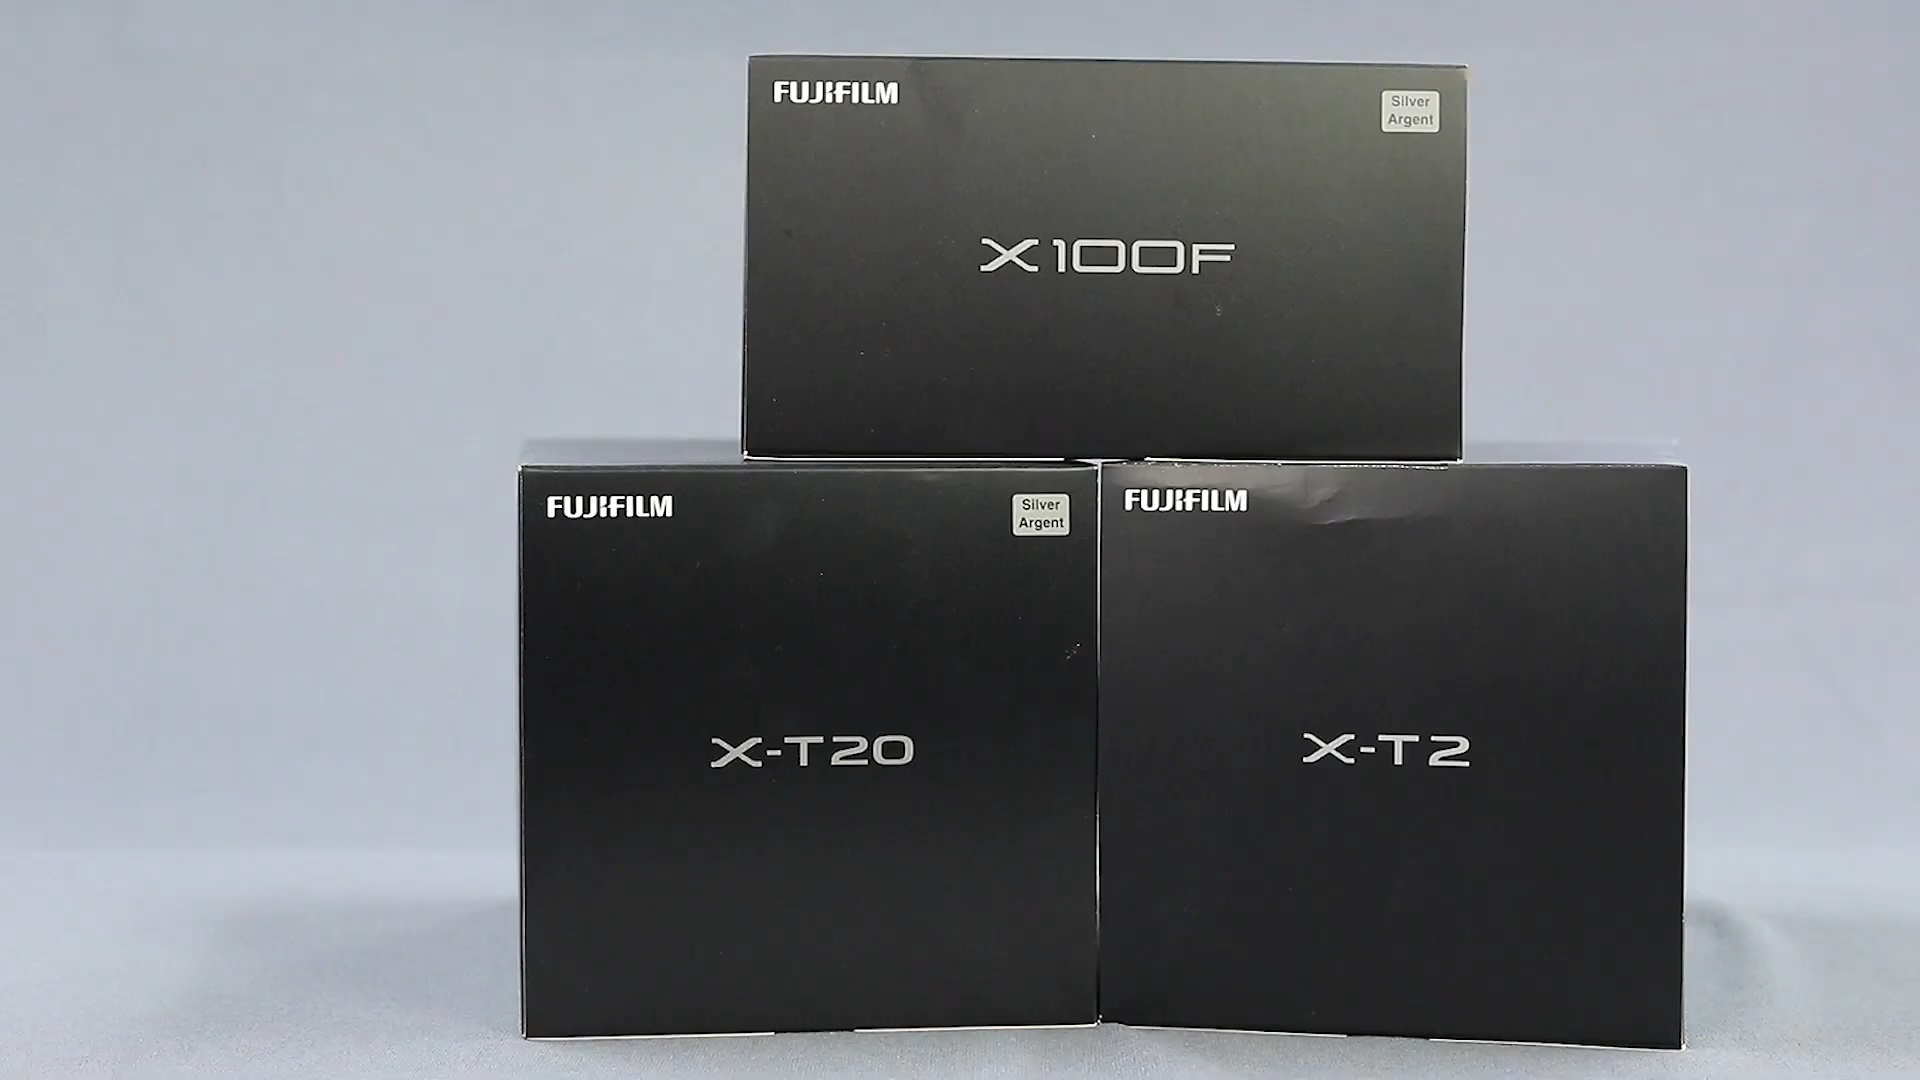 FUJIFILM
Silver
Argent
X100F
FUJIFILM
Silver
Argent
X-T20
FUJIFILM
X-T2